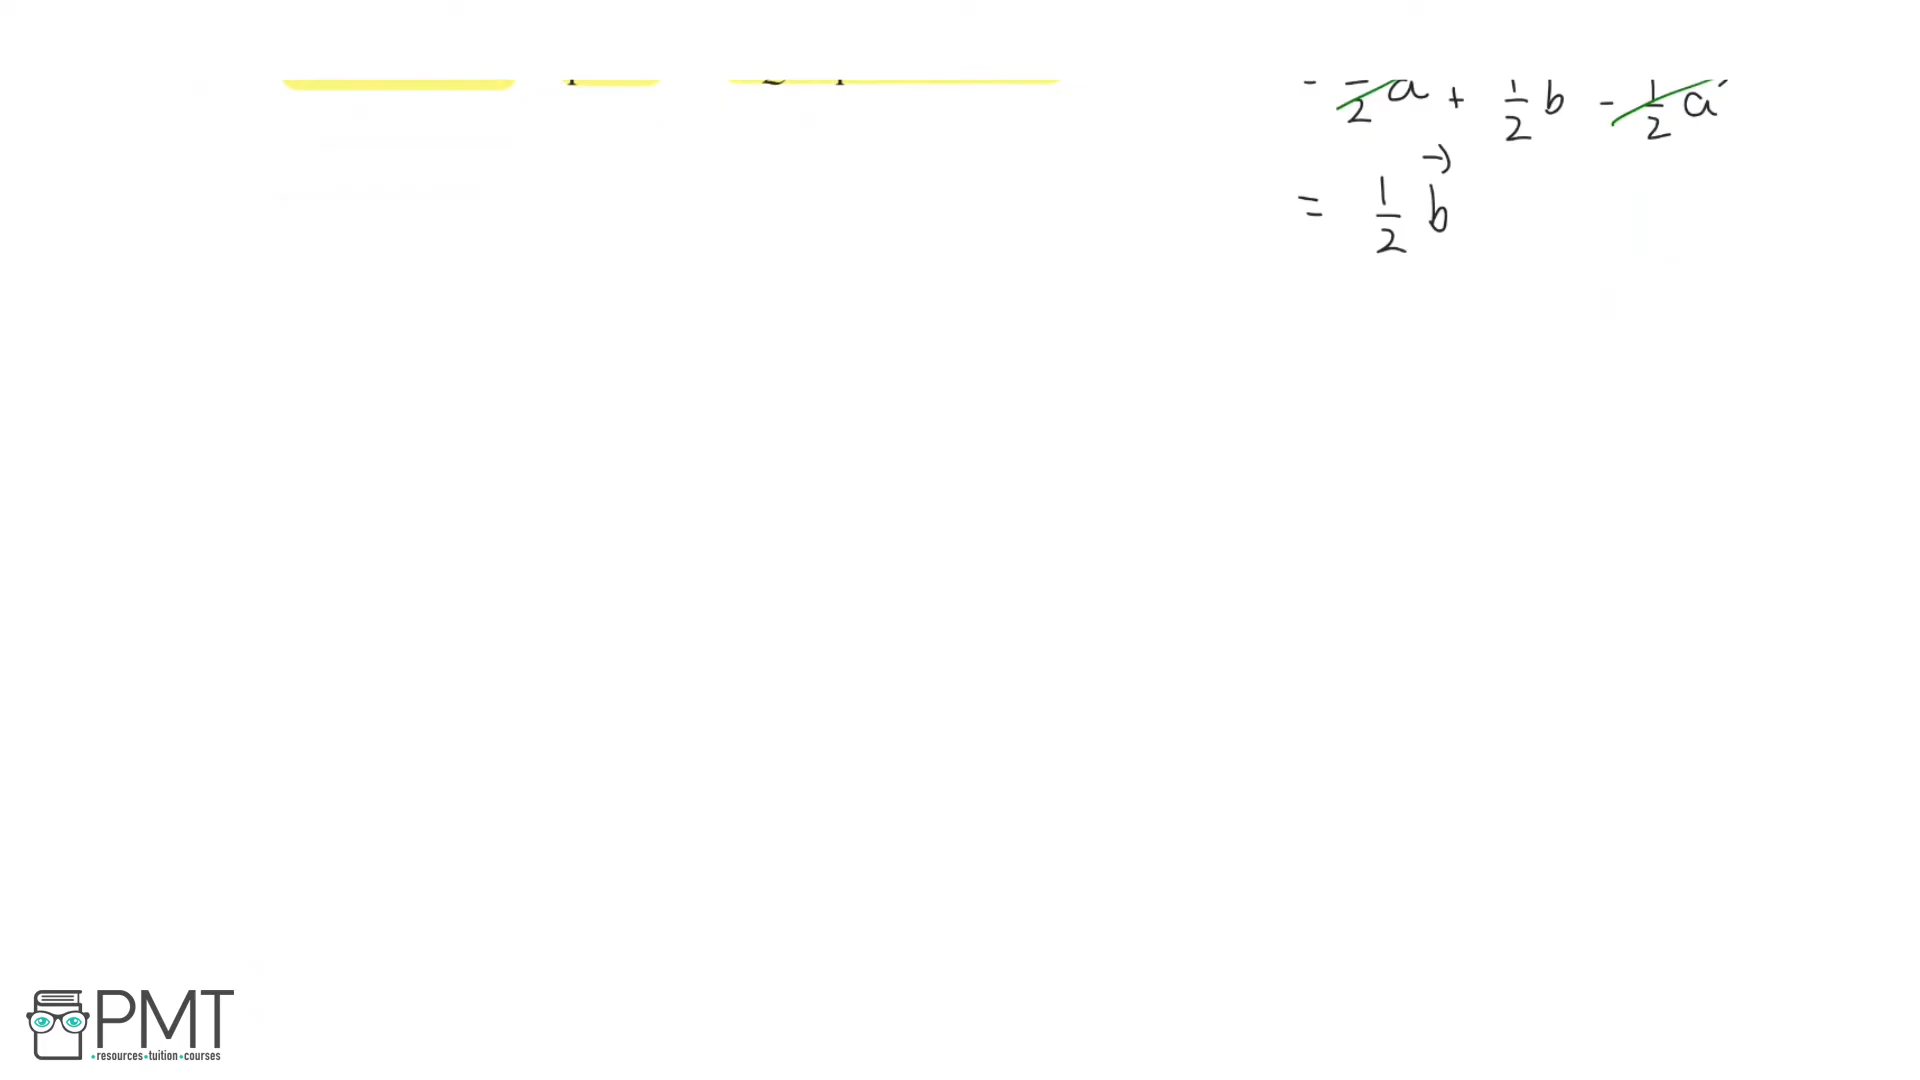 - 1/2 a + 1/2 b - 1/2 a
= 1/2 b⃗
PMT
•resources•tuition•courses